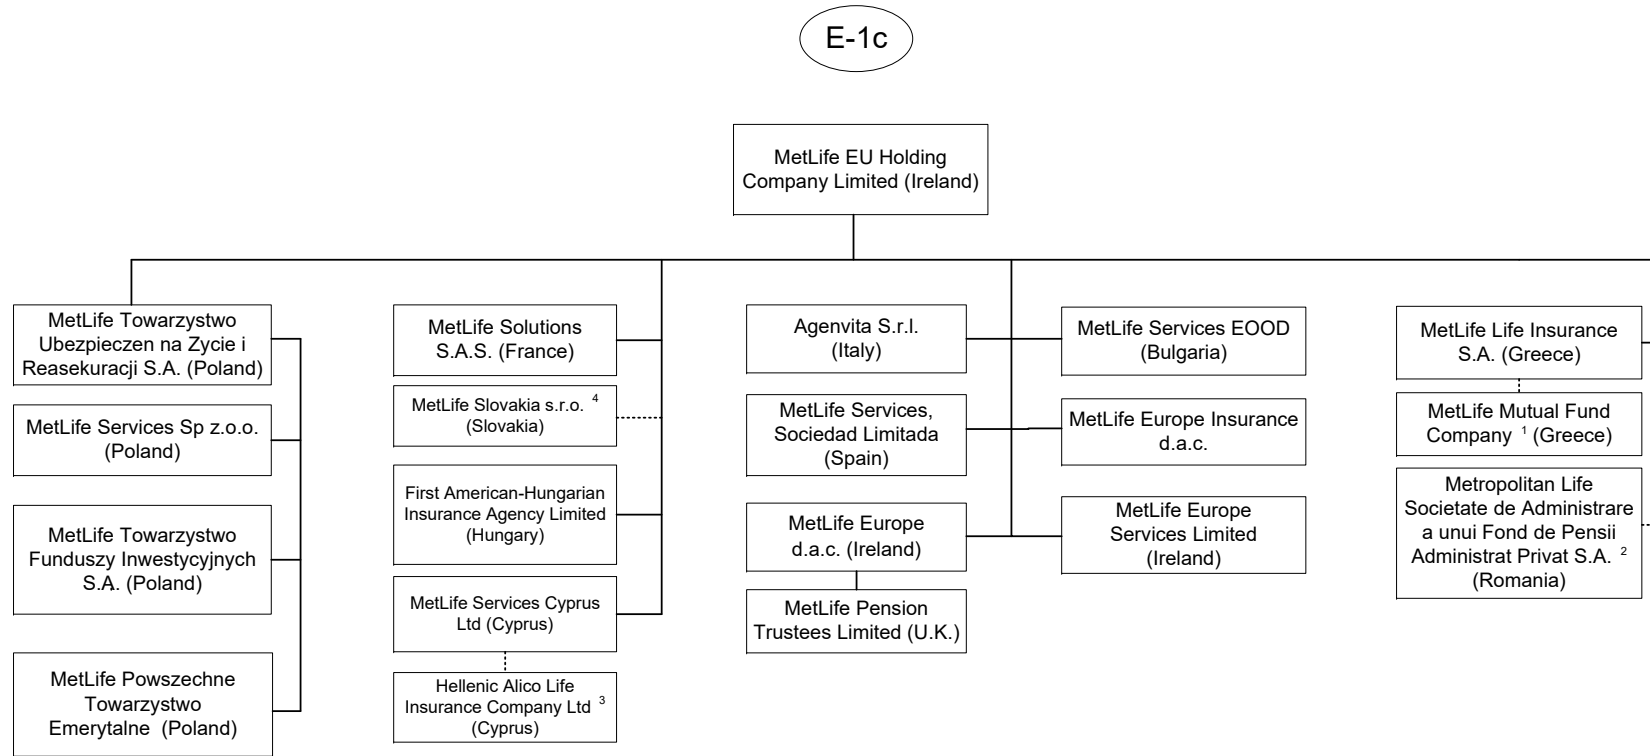 E-1c
MetLife EU Holding
Company Limited (Ireland)
MetLife Towarzystwo
Ubezpieczen na Zycie i
Reasekuracji S.A. (Poland)
MetLife Services Sp z.o.o.
(Poland)
MetLife Towarzystwo
Funduszy Inwestycyjnych
S.A. (Poland)
MetLife Powszechne
Towarzystwo
Emerytalne (Poland)
MetLife Solutions
S.A.S. (France)
MetLife Slovakia s.r.o. 4
(Slovakia)
First American-Hungarian
Insurance Agency Limited
(Hungary)
MetLife Services Cyprus
Ltd (Cyprus)
Hellenic Alico Life
Insurance Company Ltd 3
(Cyprus)
Agenvita S.r.l.
(Italy)
MetLife Services,
Sociedad Limitada
(Spain)
MetLife Europe
d.a.c. (Ireland)
MetLife Pension
Trustees Limited (U.K.)
MetLife Services EOOD
(Bulgaria)
MetLife Europe Insurance
d.a.c.
MetLife Europe
Services Limited
(Ireland)
MetLife Life Insurance
S.A. (Greece)
MetLife Mutual Fund
Company 1 (Greece)
Metropolitan Life
Societate de Administrare
a unui Fond de Pensii
Administrat Privat S.A. 2
(Romania)